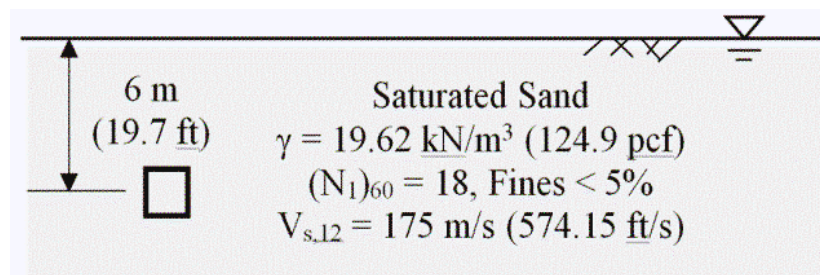 6 m
(19.7 ft)
Saturated Sand
γ = 19.62 kN/m³ (124.9 pcf)
(N₁)₆₀ = 18, Fines < 5%
Vₛ,₁₂ = 175 m/s (574.15 ft/s)